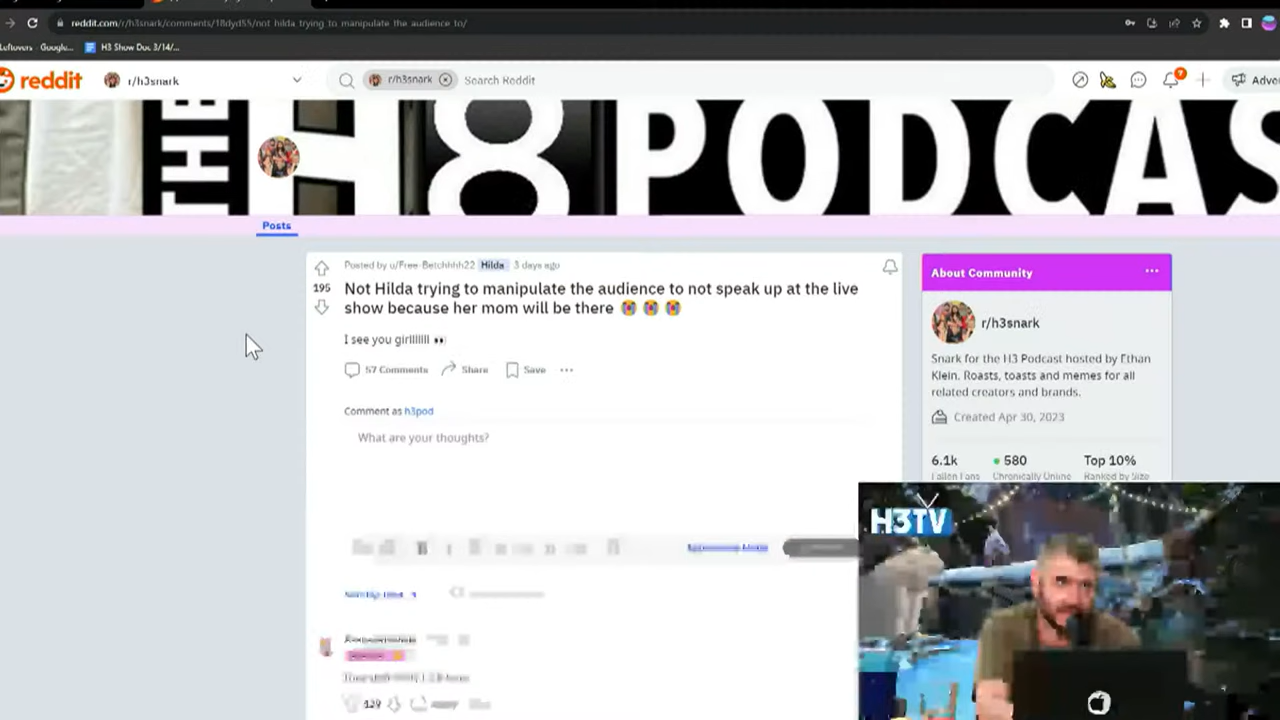 reddit.com/r/h3snark/comments/18dyd55/not_hilda_trying_to_manipulate_the_audience_to/
Leftovers - Google...
H3 Show Doc 3/14/...
reddit
r/h3snark
r/h3snark
Search Reddit
Adve
THE
H8
PODCAS
Posts
Posted by u/Free-Betchhhh22 Hilda 3 days ago
195
Not Hilda trying to manipulate the audience to not speak up at the live
show because her mom will be there 😭 😭 😭
I see you girlllllll 👀
57 Comments
Share
Save
Comment as h3pod
What are your thoughts?
B
129
About Community
r/h3snark
Snark for the H3 Podcast hosted by Ethan
Klein. Roasts, toasts and memes for all
related creators and brands.
Created Apr 30, 2023
6.1k
580
Top 10%
Fallen Fans
Chronically Online
Ranked by Size
H3TV